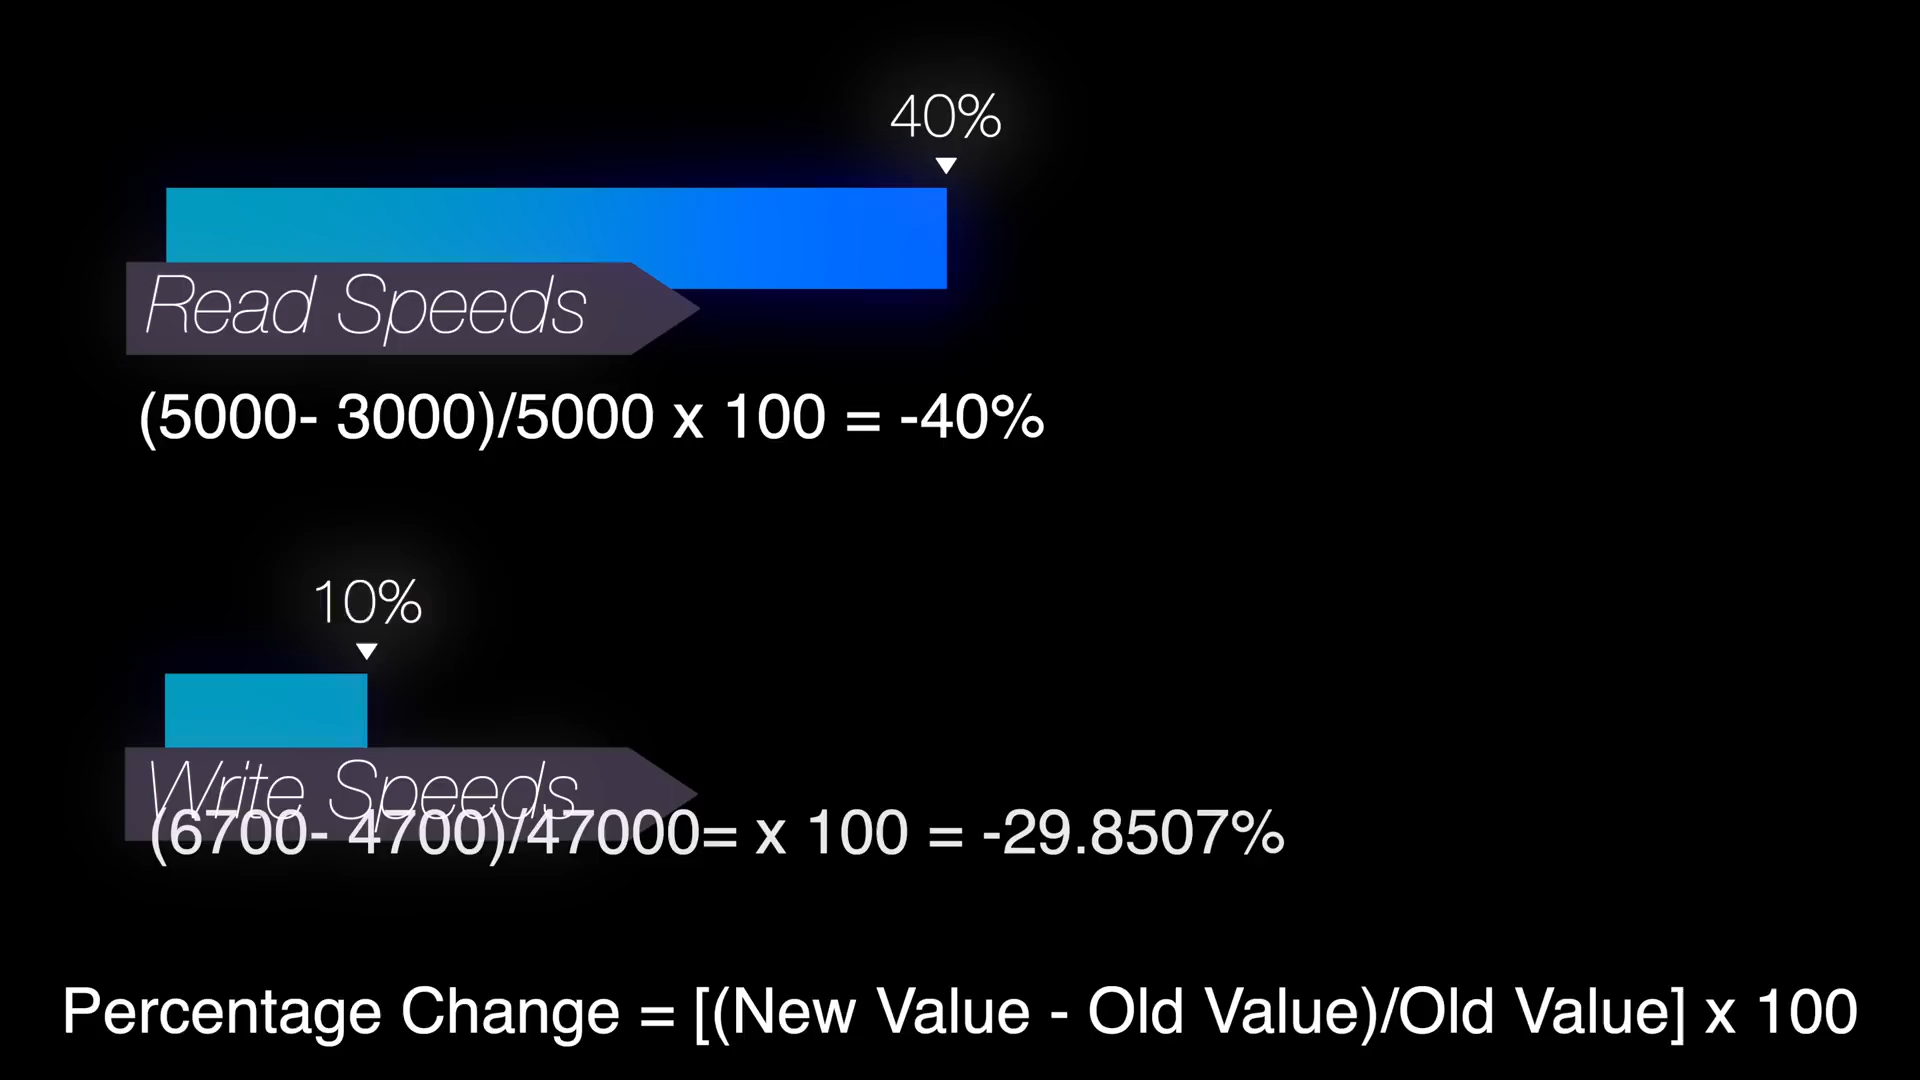 40%
Read Speeds
(5000- 3000)/5000 x 100 = -40%
10%
Write Speeds
(6700- 4700)/47000= x 100 = -29.8507%
Percentage Change = [(New Value - Old Value)/Old Value] x 100